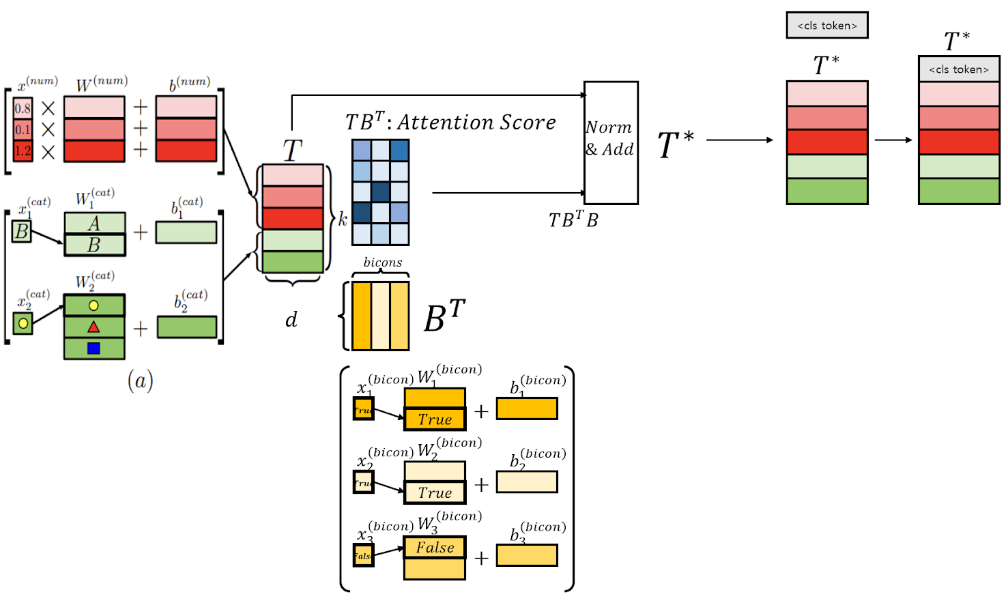 <cls token>
T*
T*
<cls token>
x^(num) W^(num) b^(num)
0.8 × +
0.1 × +
1.2 × +
TB^T: Attention Score
Norm
& Add
T*
T
k
TB^T B
x_1^(cat) W_1^(cat) b_1^(cat)
B A +
B
x_2^(cat) W_2^(cat) b_2^(cat)
+
d
bicons
B^T
(a)
x_1^(bicon) W_1^(bicon) b_1^(bicon)
True True +
x_2^(bicon) W_2^(bicon) b_2^(bicon)
True True +
x_3^(bicon) W_3^(bicon) b_3^(bicon)
False False +